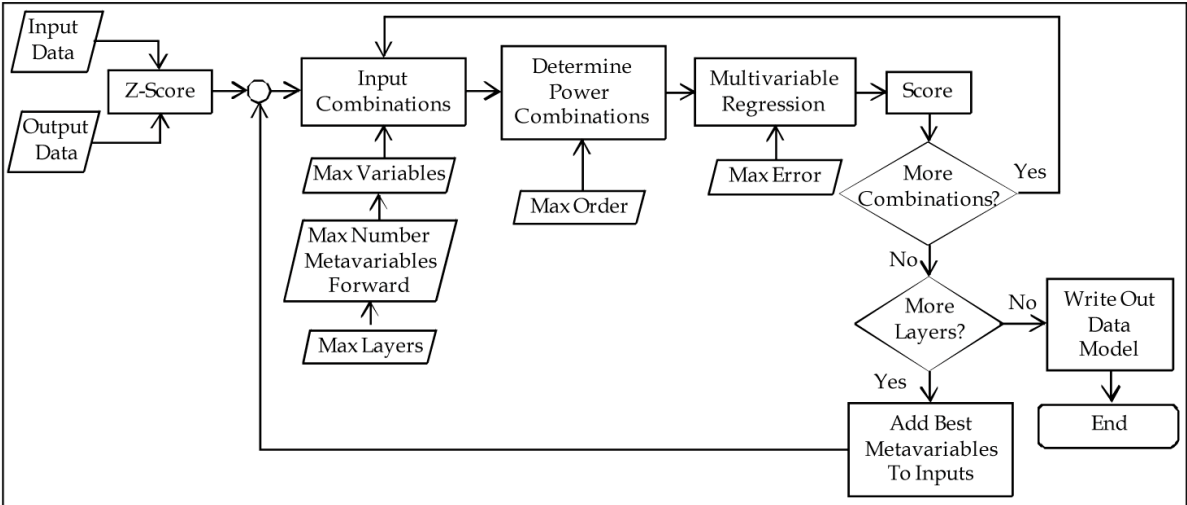 Input
Data
Z-Score
Output
Data
Input
Combinations
Max Variables
Max Number
Metavariables
Forward
Max Layers
Determine
Power
Combinations
Max Order
Multivariable
Regression
Max Error
Score
More
Combinations?
Yes
No
More
Layers?
No
Write Out
Data
Model
End
Yes
Add Best
Metavariables
To Inputs